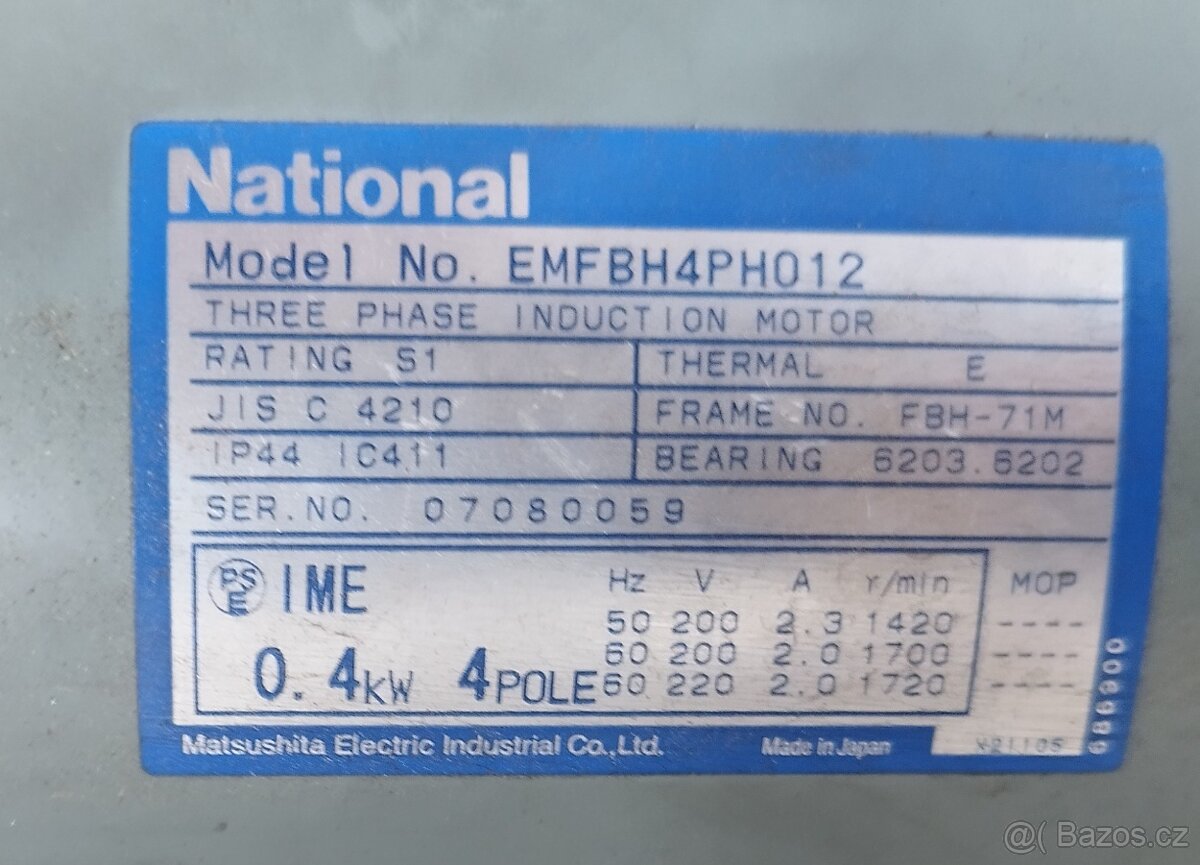 National
Model No. EMFBH4PH012
THREE PHASE INDUCTION MOTOR
RATING S1 THERMAL E
JIS C 4210 FRAME NO. FBH-71M
IP44 IC411 BEARING 6203.6202
SER.NO. 07080059
PS E IME Hz V A r/min MOP
50 200 2.3 1420 ----
60 200 2.0 1700 ----
0.4kW 4POLE 60 220 2.0 1720 ----
Matsushita Electric Industrial Co.,Ltd. Made in Japan
@( Bazos.cz